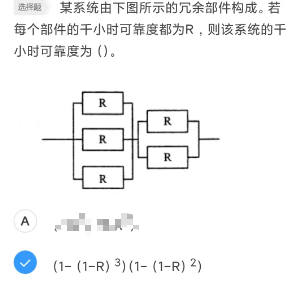 选择题 某系统由下图所示的冗余部件构成。若
每个部件的千小时可靠度都为R，则该系统的千
小时可靠度为 ()。
R
R
R
R
R
A
(1- (1-R) ³)(1- (1-R) ²)